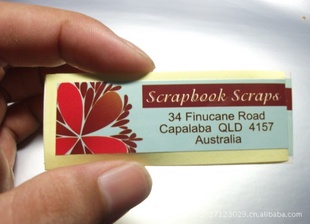 Scrapbook Scraps
34 Finucane Road
Capalaba QLD 4157
Australia